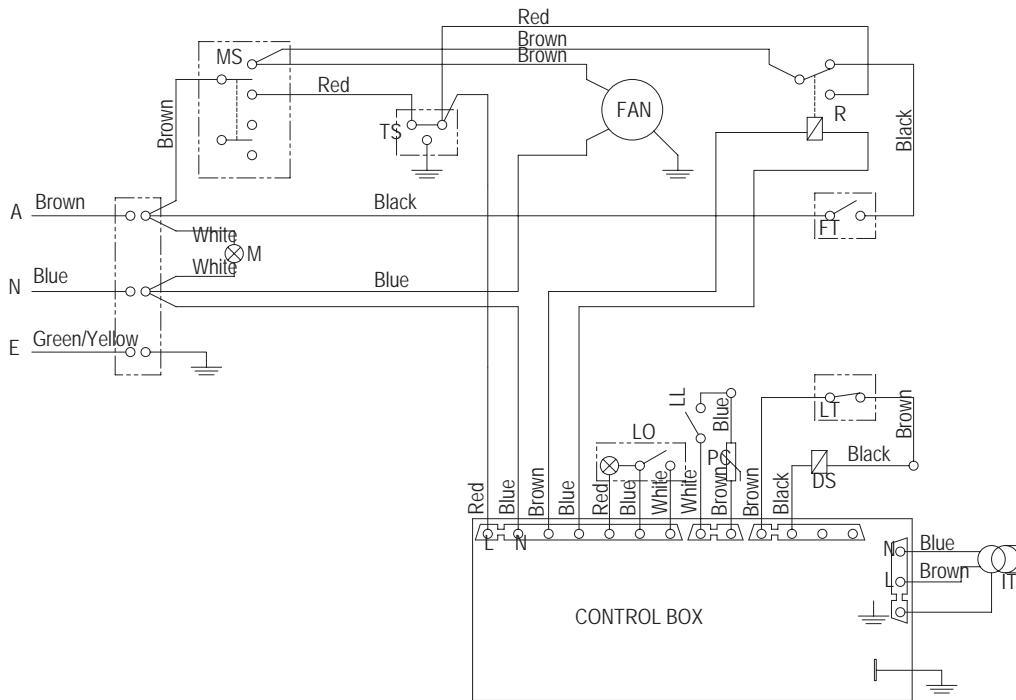 Red
Brown
Brown
MS
Red
FAN
TS
R
Brown
Black
A
Brown
Black
White
M
White
FT
N
Blue
Blue
E
Green/Yellow
LL
Blue
LT
Brown
LO
PC
Black
DS
Red
Blue
Brown
Blue
Red
Blue
White
White
Brown
Brown
Black
L
N
N
Blue
L
Brown
IT
CONTROL BOX